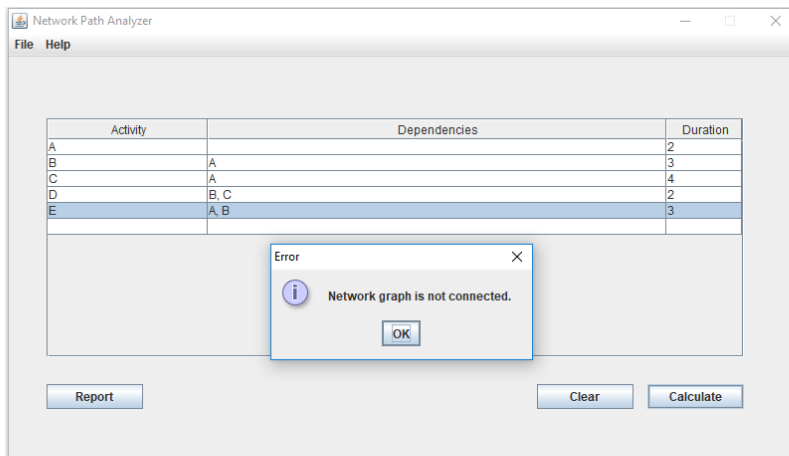 Network Path Analyzer
File Help
Activity Dependencies Duration
A 2
B A 3
C A 4
D B, C 2
E A, B 3
Error
Network graph is not connected.
OK
Report Clear Calculate